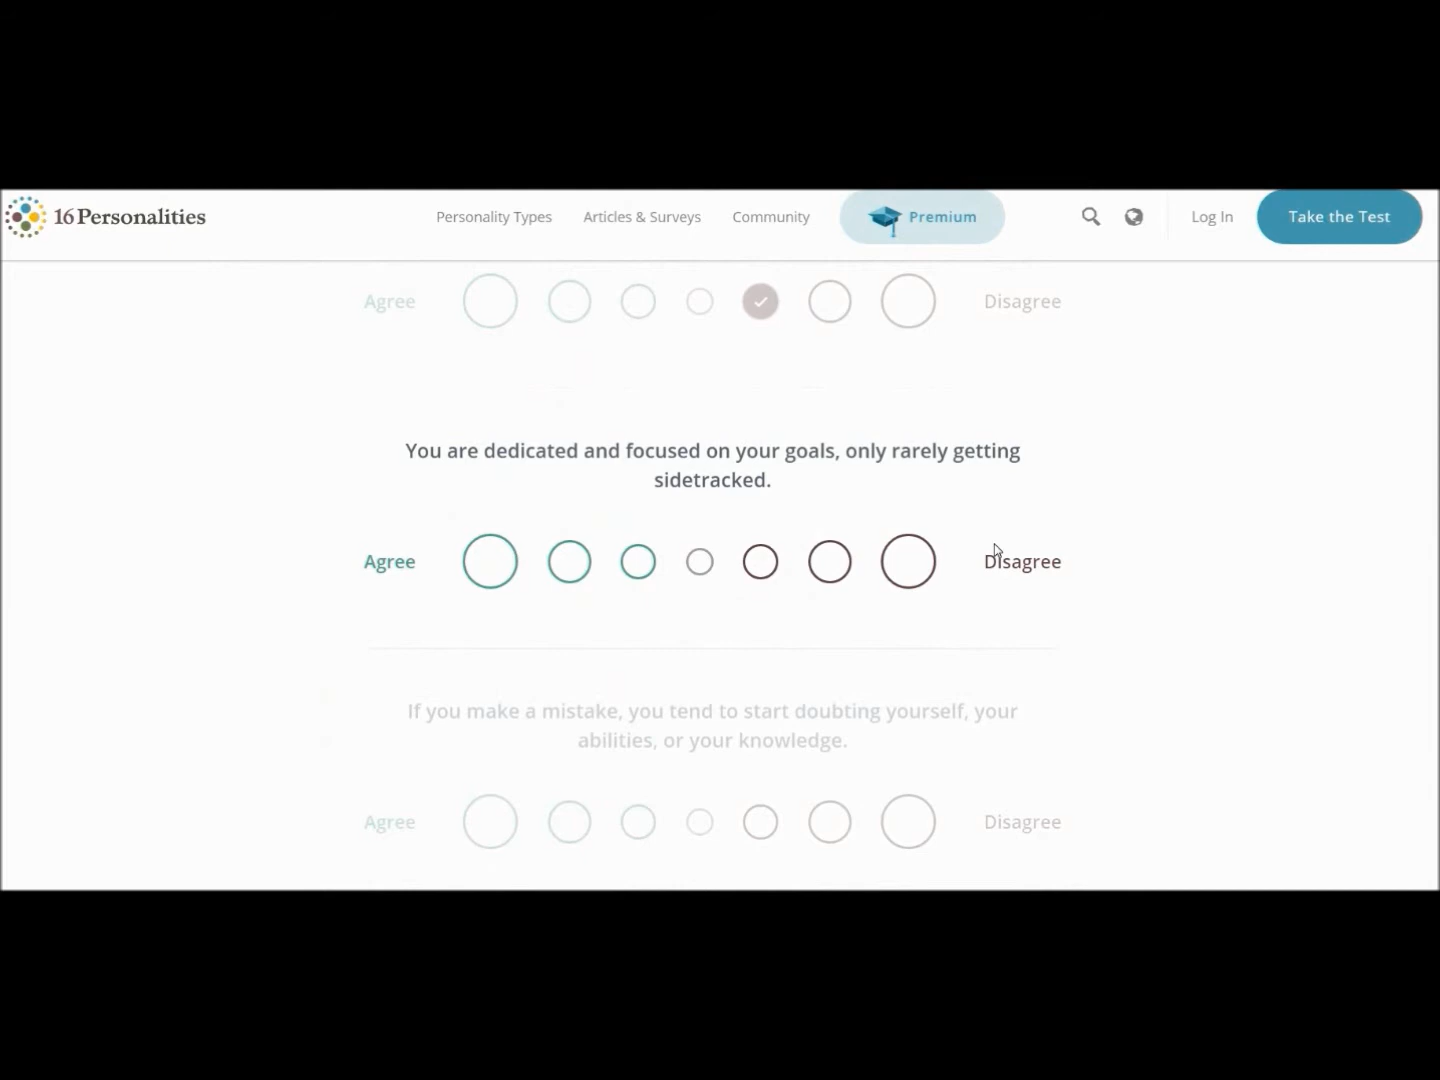 16Personalities
Personality Types
Articles & Surveys
Community
Premium
Log In
Take the Test
Agree
Disagree
You are dedicated and focused on your goals, only rarely getting
sidetracked.
Agree
Disagree
If you make a mistake, you tend to start doubting yourself, your
abilities, or your knowledge.
Agree
Disagree